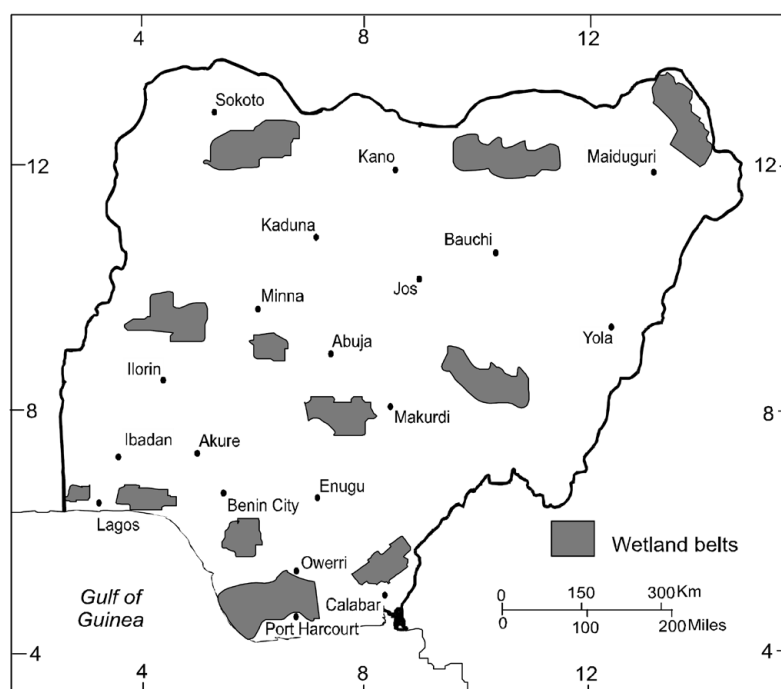 4 8 12
Sokoto
12 Kano Maiduguri 12
Kaduna
Bauchi
Jos
Minna
Abuja
Yola
Ilorin
8 Makurdi 8
Ibadan Akure
Enugu
Benin City
Lagos
Wetland belts
Owerri
Gulf of
Guinea
Calabar
0 150 300 Km
Port Harcourt
0 100 200 Miles
4 4
4 8 12